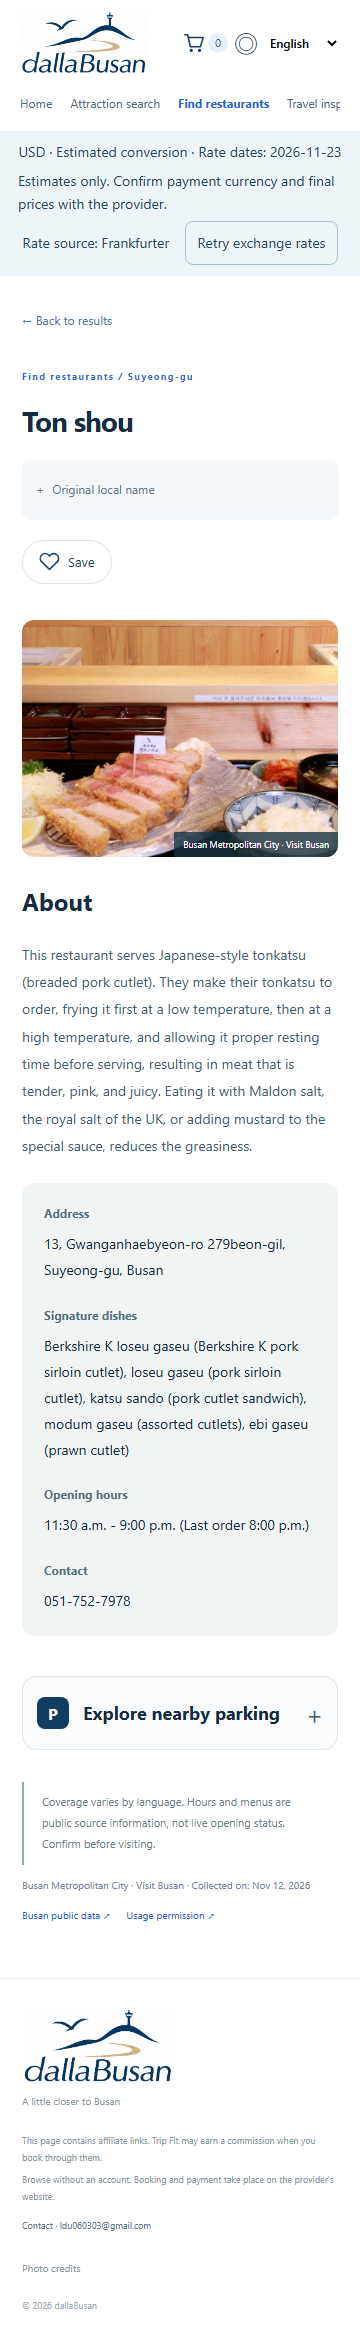 dallaBusan
0
English
Home Attraction search Find restaurants Travel insp
USD · Estimated conversion · Rate dates: 2026-11-23
Estimates only. Confirm payment currency and final
prices with the provider.
Rate source: Frankfurter Retry exchange rates
← Back to results
Find restaurants / Suyeong-gu
Ton shou
+ Original local name
Save
Busan Metropolitan City · Visit Busan
About
This restaurant serves Japanese-style tonkatsu
(breaded pork cutlet). They make their tonkatsu to
order, frying it first at a low temperature, then at a
high temperature, and allowing it proper resting
time before serving, resulting in meat that is
tender, pink, and juicy. Eating it with Maldon salt,
the royal salt of the UK, or adding mustard to the
special sauce, reduces the greasiness.
Address
13, Gwanganhaebyeon-ro 279beon-gil,
Suyeong-gu, Busan
Signature dishes
Berkshire K loseu gaseu (Berkshire K pork
sirloin cutlet), loseu gaseu (pork sirloin
cutlet), katsu sando (pork cutlet sandwich),
modum gaseu (assorted cutlets), ebi gaseu
(prawn cutlet)
Opening hours
11:30 a.m. - 9:00 p.m. (Last order 8:00 p.m.)
Contact
051-752-7978
P Explore nearby parking +
Coverage varies by language. Hours and menus are
public source information, not live opening status.
Confirm before visiting.
Busan Metropolitan City · Visit Busan · Collected on: Nov 12, 2026
Busan public data ↗ Usage permission ↗
dallaBusan
A little closer to Busan
This page contains affiliate links. Trip Fit may earn a commission when you
book through them.
Browse without an account. Booking and payment take place on the provider's
website.
Contact · ldu060303@gmail.com
Photo credits
© 2026 dallaBusan